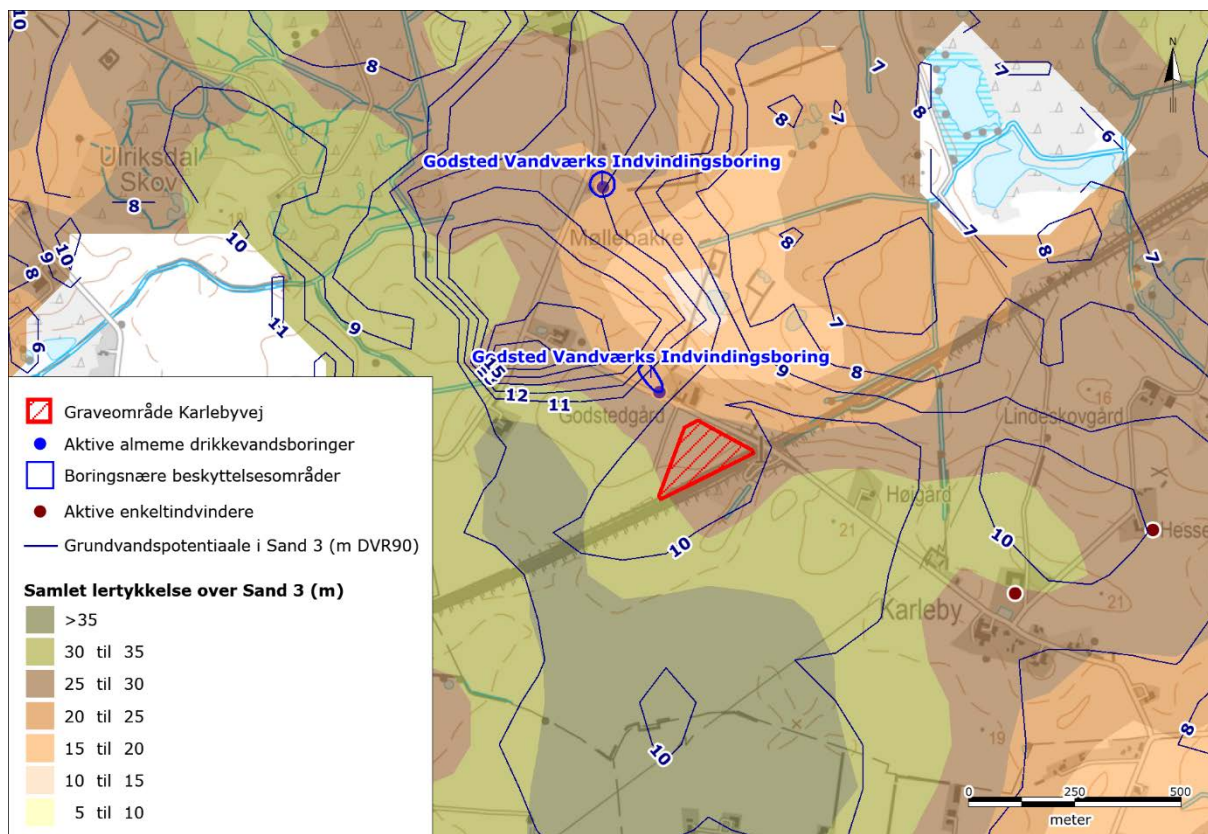 10
8
7
7
N
8
6
8
7
Ulriksdal
Skov
8
Godsted Vandværks Indvindingsboring
14
18
Møllebakke
8
7
8
10
10
9
8
11
9
7
7
6
15
Godsted Vandværks Indvindingsboring
9
8
12
11
Godstedgård
16
Lindeskovgård
Graveområde Karlebyvej
Aktive almeme drikkevandsboringer
Boringsnære beskyttelsesområder
Aktive enkeltindvindere
Grundvandspotentiaale i Sand 3 (m DVR90)
Højgård
21
10
10
Hesse
Karleby
21
Samlet lertykkelse over Sand 3 (m)
>35
30 til 35
25 til 30
20 til 25
15 til 20
10 til 15
5 til 10
10
19
8
0 250 500
meter